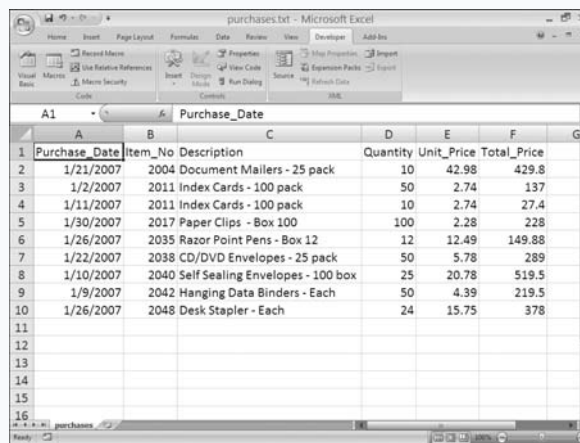 purchases.txt - Microsoft Excel
Home Insert Page Layout Formulas Data Review View Developer Add-Ins
Visual Basic
Macros
Record Macro
Use Relative References
Macro Security
Code
Insert
Design Mode
Properties
View Code
Run Dialog
Controls
Source
Map Properties
Expansion Packs
Refresh Data
Import
Export
XML
A1 fx Purchase_Date
A B C D E F G
1 Purchase_Date Item_No Description Quantity Unit_Price Total_Price
2 1/21/2007 2004 Document Mailers - 25 pack 10 42.98 429.8
3 1/2/2007 2011 Index Cards - 100 pack 50 2.74 137
4 1/11/2007 2011 Index Cards - 100 pack 10 2.74 27.4
5 1/30/2007 2017 Paper Clips - Box 100 100 2.28 228
6 1/26/2007 2035 Razor Point Pens - Box 12 12 12.49 149.88
7 1/22/2007 2038 CD/DVD Envelopes - 25 pack 50 5.78 289
8 1/10/2007 2040 Self Sealing Envelopes - 100 box 25 20.78 519.5
9 1/9/2007 2042 Hanging Data Binders - Each 50 4.39 219.5
10 1/26/2007 2048 Desk Stapler - Each 24 15.75 378
11
12
13
14
15
16
purchases
Ready 100%